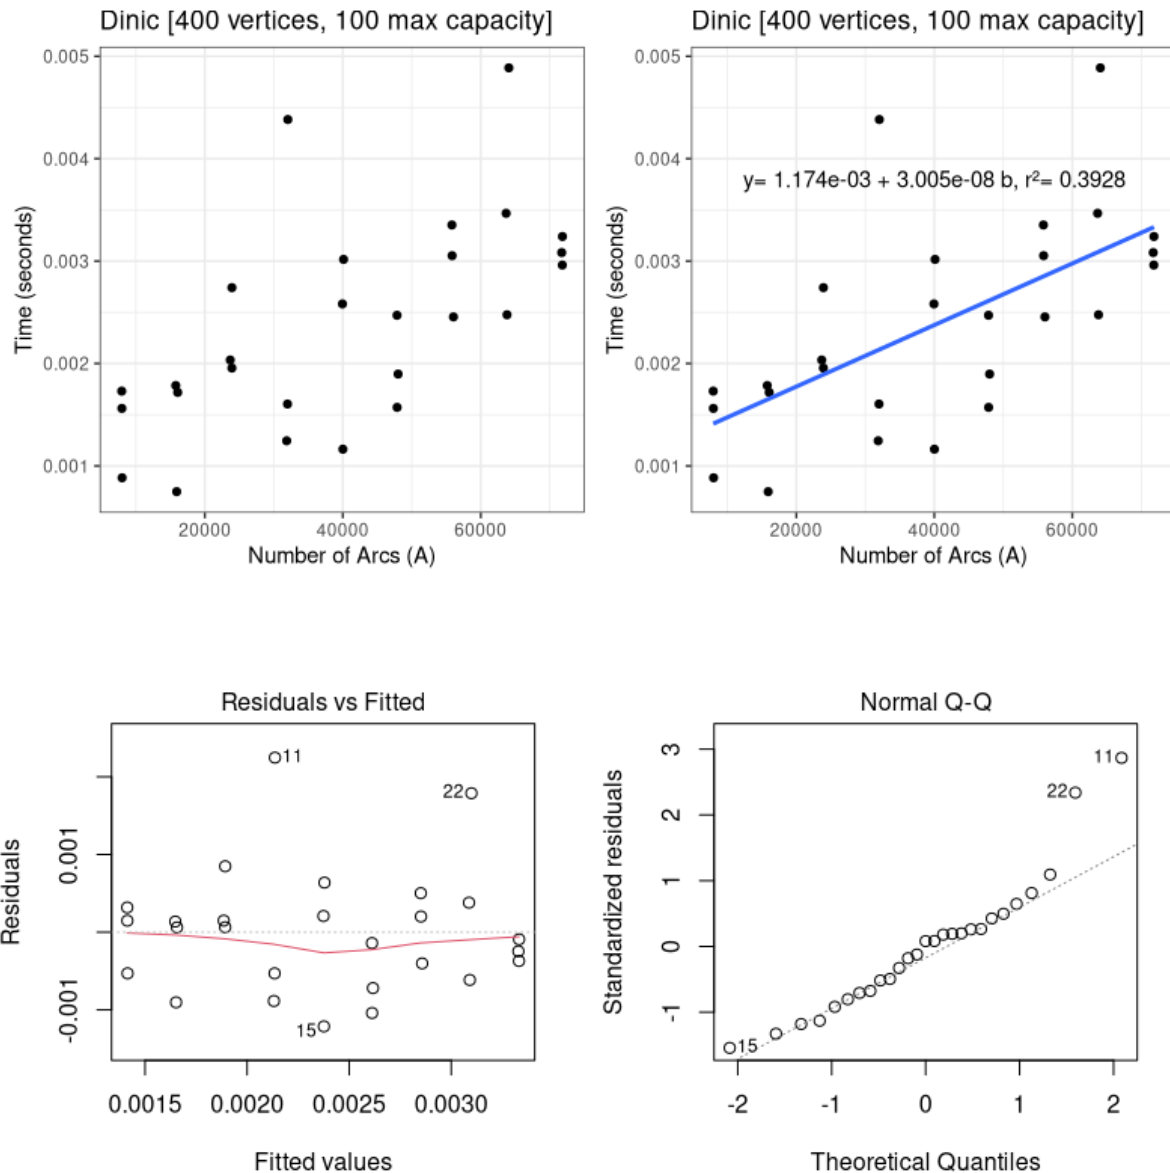 Dinic [400 vertices, 100 max capacity]
0.005
0.004
0.003
0.002
0.001
Time (seconds)
20000 40000 60000
Number of Arcs (A)
Dinic [400 vertices, 100 max capacity]
y= 1.174e-03 + 3.005e-08 b, r²= 0.3928
0.005
0.004
0.003
0.002
0.001
Time (seconds)
20000 40000 60000
Number of Arcs (A)
Residuals vs Fitted
11
22
15
0.001
-0.001
Residuals
0.0015 0.0020 0.0025 0.0030
Fitted values
Normal Q-Q
11
22
15
3
2
1
0
-1
Standardized residuals
-2 -1 0 1 2
Theoretical Quantiles